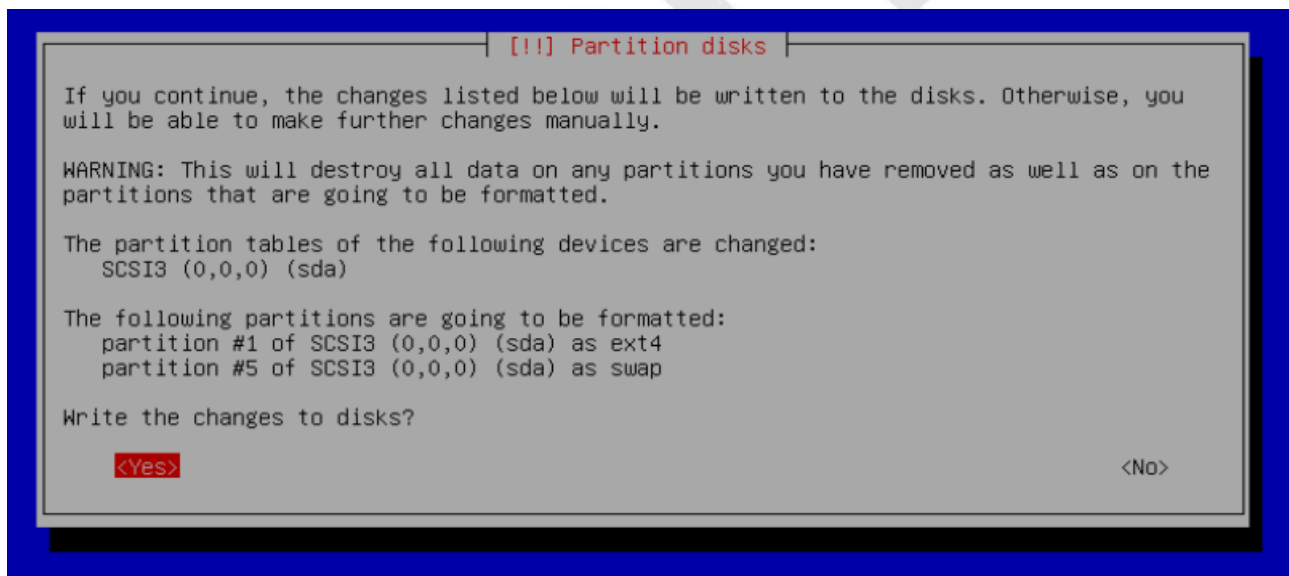 [!!] Partition disks
If you continue, the changes listed below will be written to the disks. Otherwise, you
will be able to make further changes manually.
WARNING: This will destroy all data on any partitions you have removed as well as on the
partitions that are going to be formatted.
The partition tables of the following devices are changed:
SCSI3 (0,0,0) (sda)
The following partitions are going to be formatted:
partition #1 of SCSI3 (0,0,0) (sda) as ext4
partition #5 of SCSI3 (0,0,0) (sda) as swap
Write the changes to disks?
<Yes> <No>